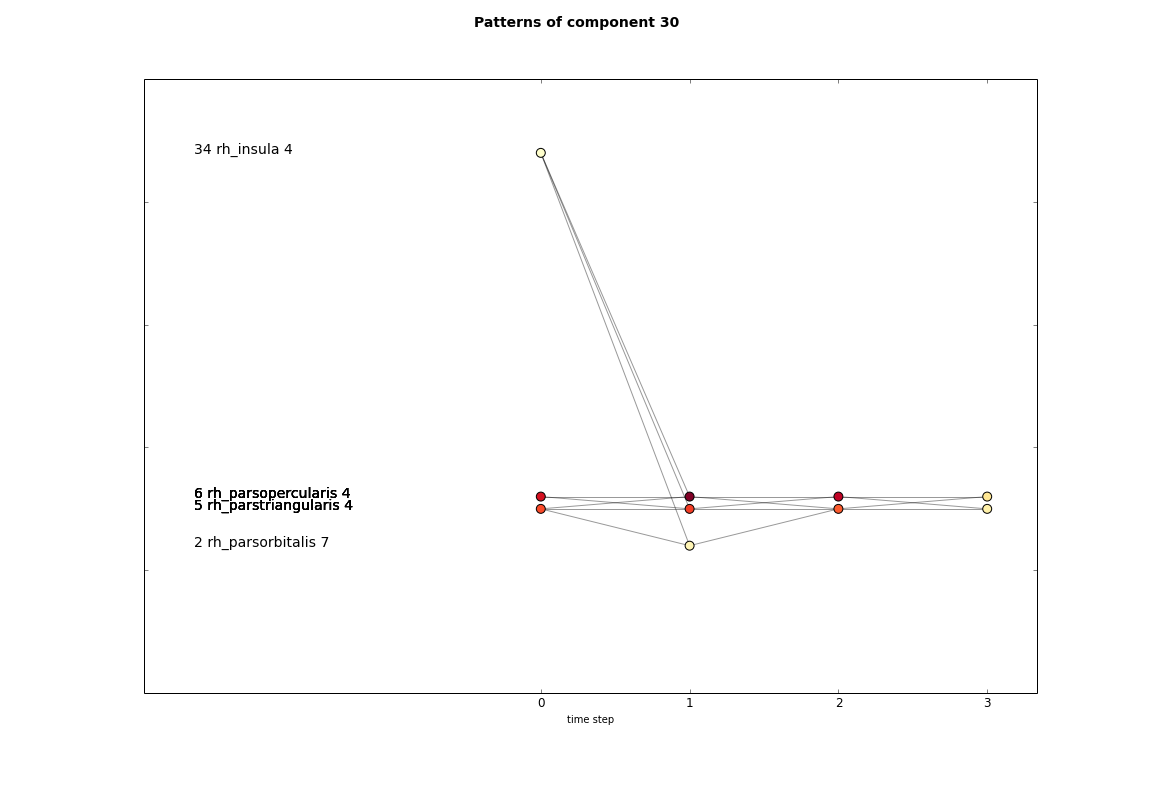 Patterns of component 30
34 rh_insula 4
6 rh_parsopercularis 4
5 rh_parstriangularis 4
2 rh_parsorbitalis 7
0 1 2 3
time step